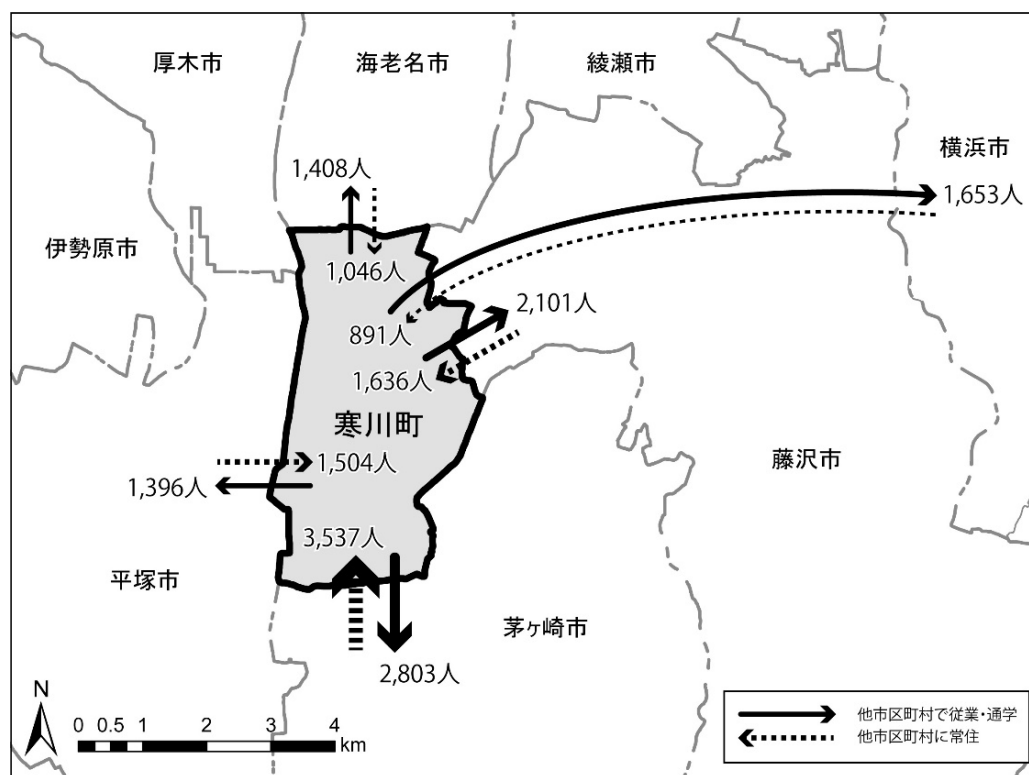 厚木市
海老名市
綾瀬市
横浜市
1,408人
1,653人
伊勢原市
1,046人
2,101人
891人
1,636人
寒川町
藤沢市
1,504人
1,396人
3,537人
平塚市
茅ヶ崎市
2,803人
N
0 0.5 1 2 3 4
km
他市区町村で従業・通学
他市区町村に常住